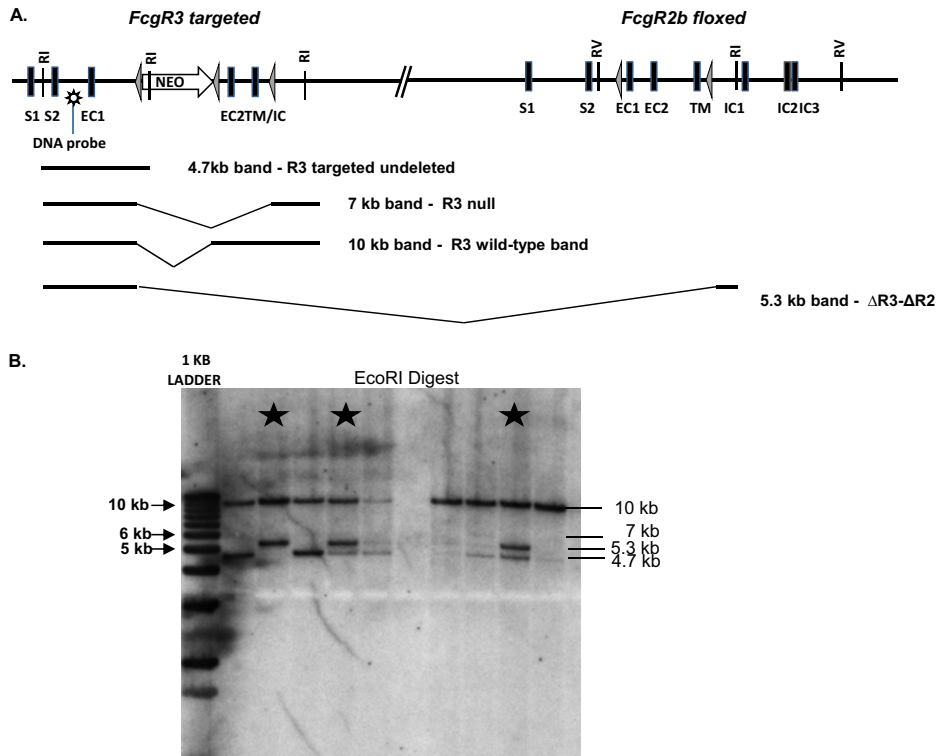 A.
FcgR3 targeted
FcgR2b floxed
RI RI RI RV RI RV
NEO
S1 S2 EC1 EC2TM/IC S1 S2 EC1 EC2 TM IC1 IC2IC3
DNA probe
4.7kb band - R3 targeted undeleted
7 kb band - R3 null
10 kb band - R3 wild-type band
5.3 kb band - ΔR3-ΔR2
B.
1 KB
LADDER
EcoRI Digest
10 kb
6 kb
5 kb
10 kb
7 kb
5.3 kb
4.7 kb